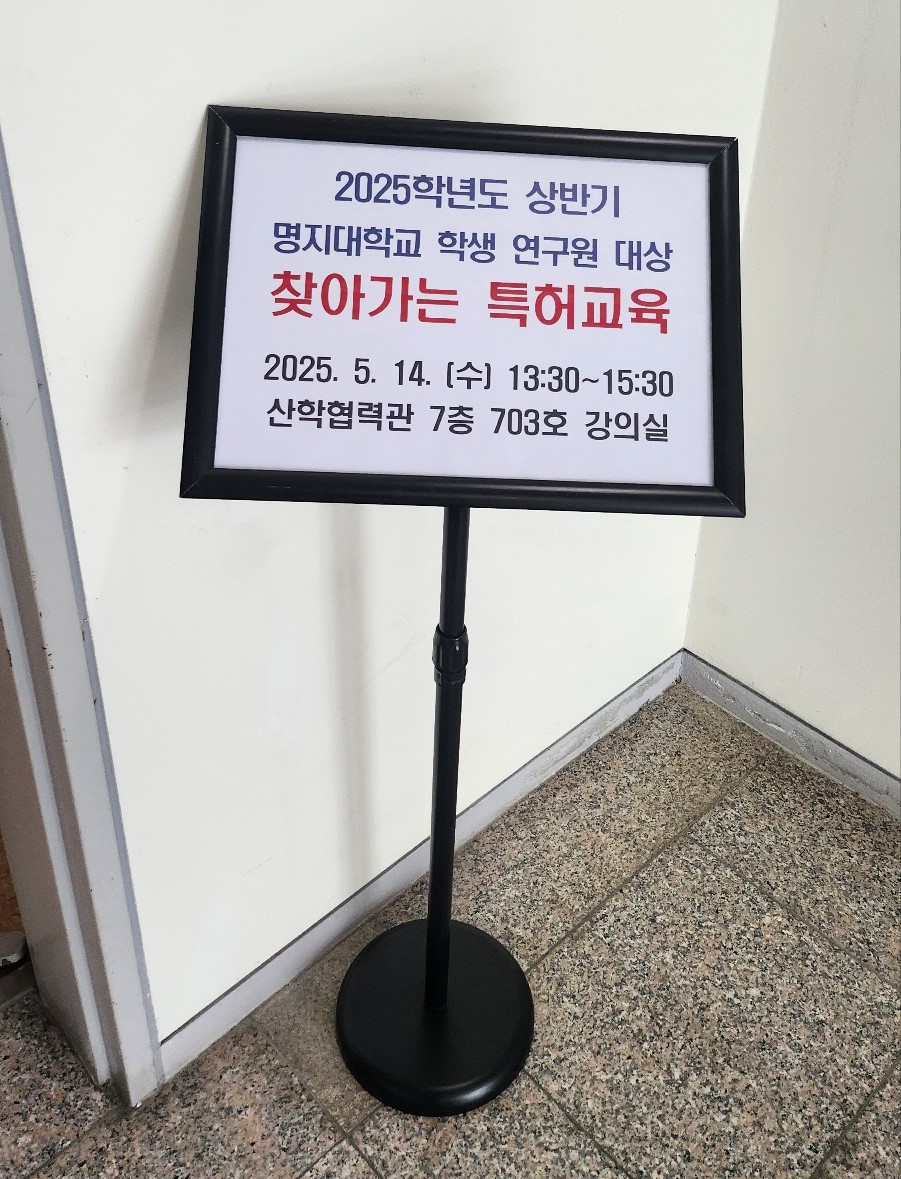 2025학년도 상반기
명지대학교 학생 연구원 대상
찾아가는 특허교육
2025. 5. 14. (수) 13:30~15:30
산학협력관 7층 703호 강의실